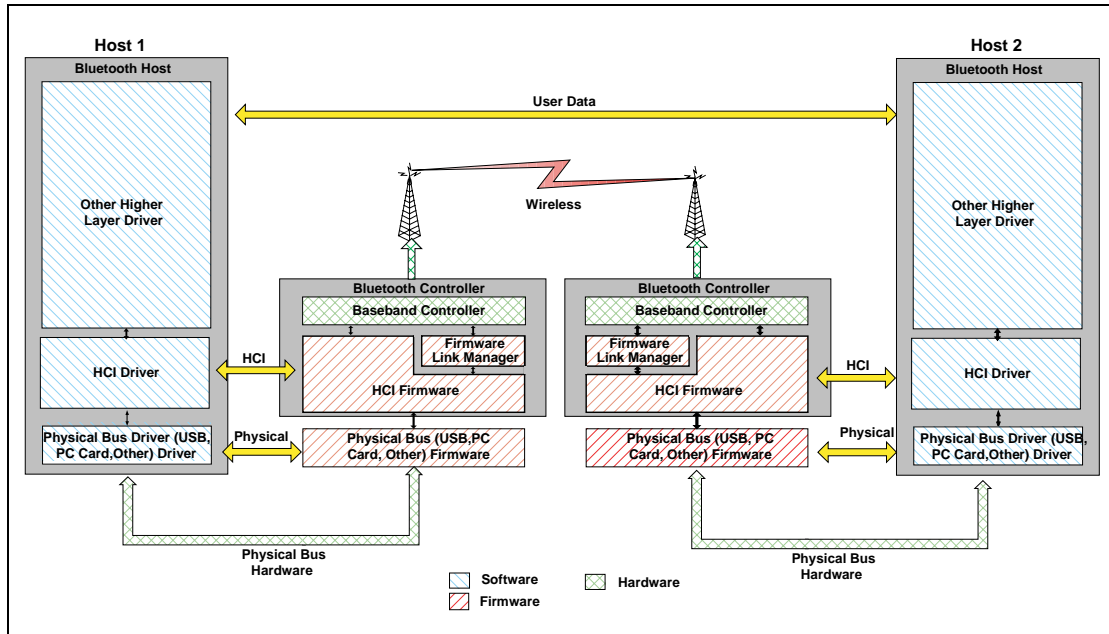 Host 1
Host 2
Bluetooth Host
Bluetooth Host
User Data
Other Higher
Layer Driver
Wireless
Other Higher
Layer Driver
Bluetooth Controller
Bluetooth Controller
Baseband Controller
Baseband Controller
Firmware
Link Manager
Firmware
Link Manager
HCI Driver
HCI
HCI Firmware
HCI Firmware
HCI
HCI Driver
Physical Bus Driver (USB,
PC Card,Other) Driver
Physical
Physical Bus (USB,PC
Card, Other) Firmware
Physical Bus (USB, PC
Card, Other) Firmware
Physical
Physical Bus Driver (USB,
PC Card,Other) Driver
Physical Bus
Hardware
Physical Bus
Hardware
Software
Hardware
Firmware